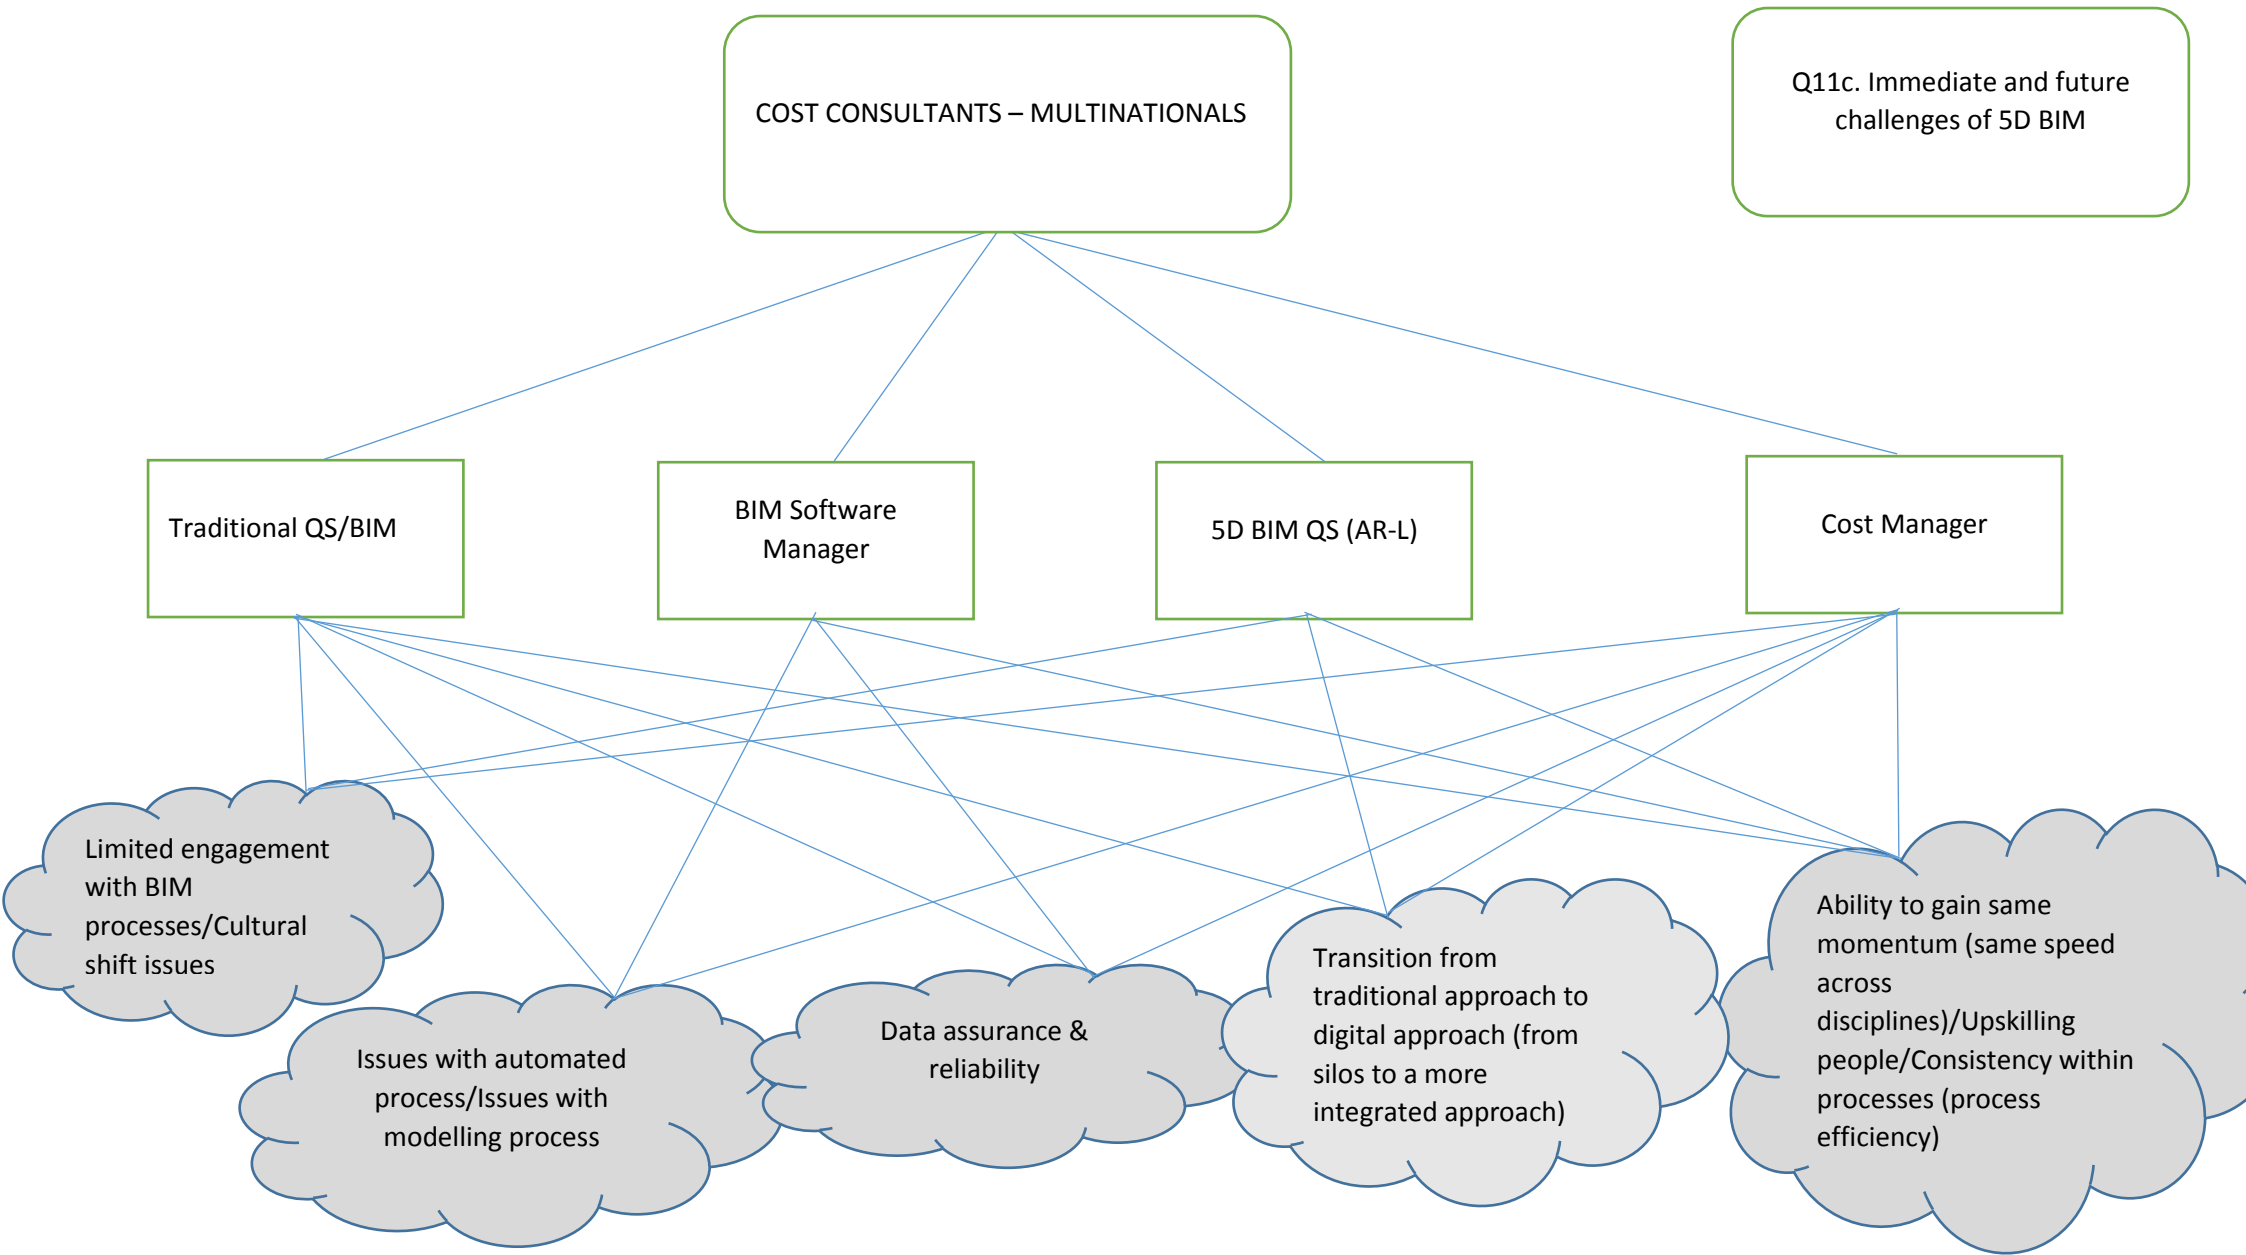 COST CONSULTANTS – MULTINATIONALS
Q11c. Immediate and future
challenges of 5D BIM
Traditional QS/BIM
BIM Software
Manager
5D BIM QS (AR-L)
Cost Manager
Limited engagement
with BIM
processes/Cultural
shift issues
Issues with automated
process/Issues with
modelling process
Data assurance &
reliability
Transition from
traditional approach to
digital approach (from
silos to a more
integrated approach)
Ability to gain same
momentum (same speed
across
disciplines)/Upskilling
people/Consistency within
processes (process
efficiency)